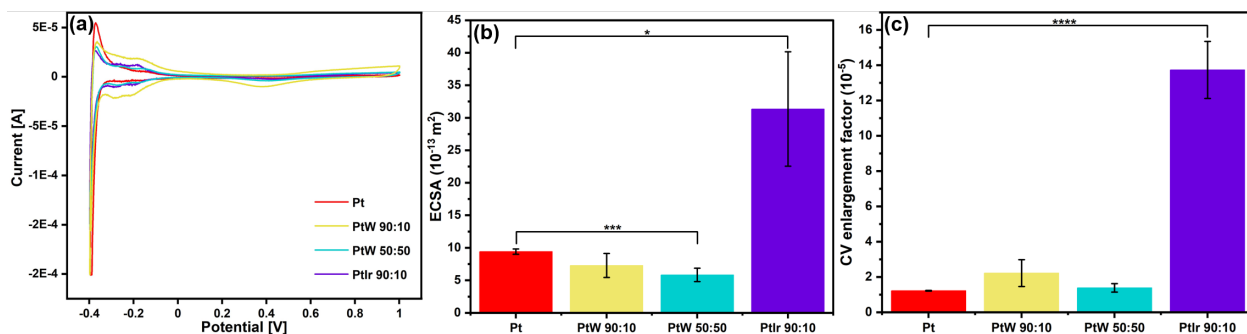 (a)
5E-5
0
-5E-5
-1E-4
-2E-4
-2E-4
Current [A]
-0.4 -0.2 0 0.2 0.4 0.6 0.8 1
Potential [V]
Pt
PtW 90:10
PtW 50:50
PtIr 90:10
(b)
45
40
35
30
25
20
15
10
5
0
ECSA (10⁻¹³ m²)
*
***
Pt PtW 90:10 PtW 50:50 PtIr 90:10
(c)
16
14
12
10
8
6
4
2
0
CV enlargement factor (10⁻⁵)
****
Pt PtW 90:10 PtW 50:50 PtIr 90:10